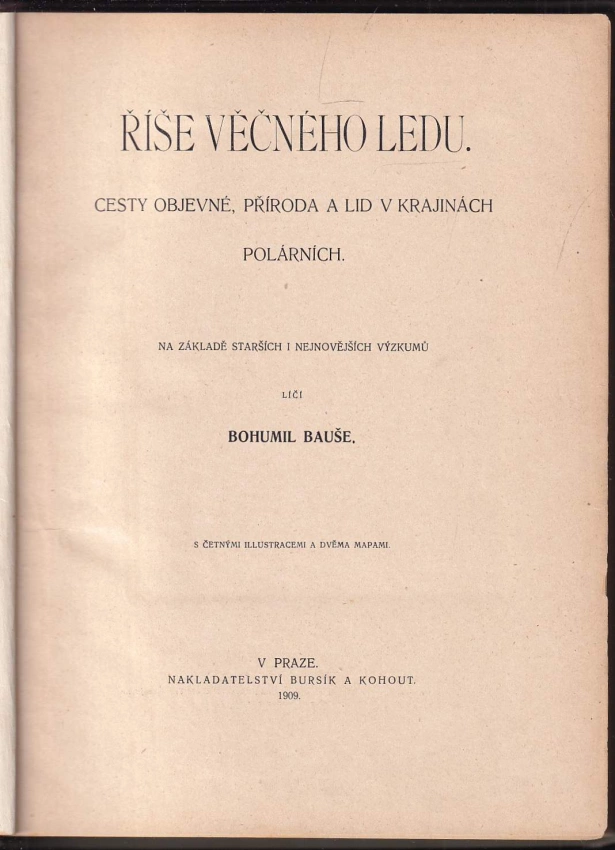 ŘÍŠE VĚČNÉHO LEDU.
CESTY OBJEVNÉ, PŘÍRODA A LID V KRAJINÁCH
POLÁRNÍCH.
NA ZÁKLADĚ STARŠÍCH I NEJNOVĚJŠÍCH VÝZKUMŮ
LÍČÍ
BOHUMIL BAUŠE.
S ČETNÝMI ILLUSTRACEMI A DVĚMA MAPAMI.
V PRAZE.
NAKLADATELSTVÍ BURSÍK A KOHOUT.
1909.